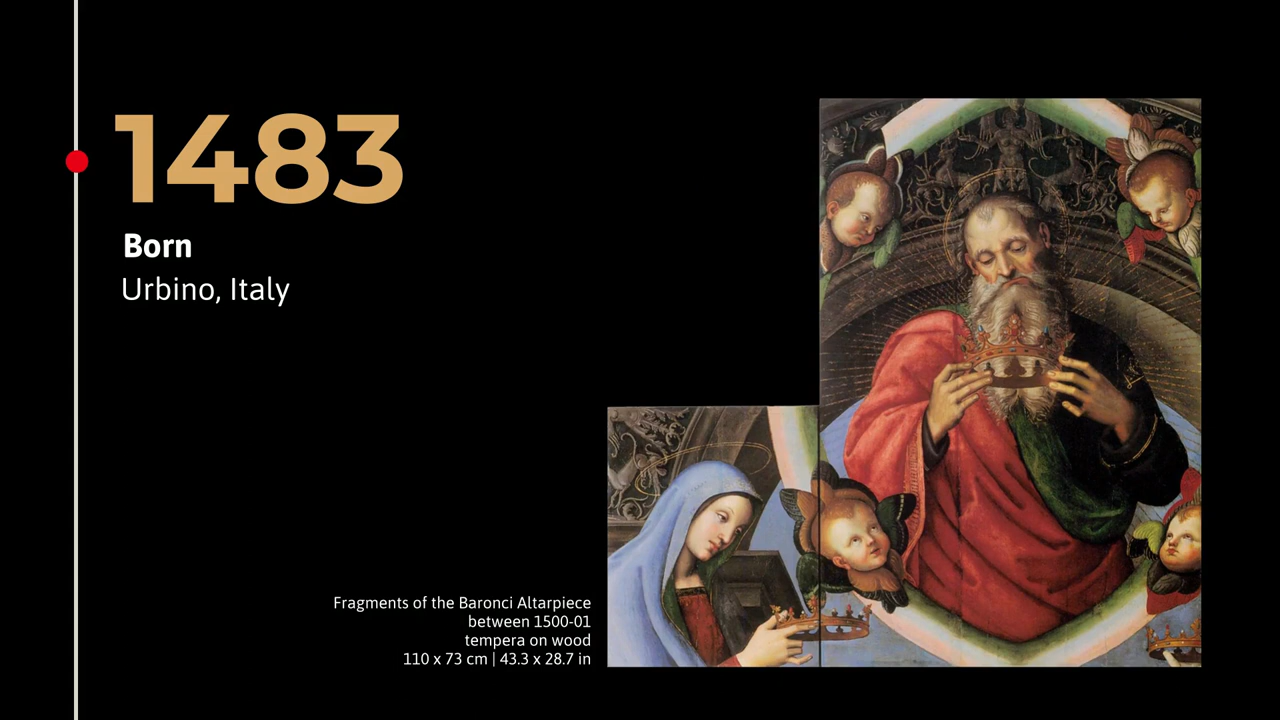 1483
Born
Urbino, Italy
Fragments of the Baronci Altarpiece
between 1500-01
tempera on wood
110 x 73 cm | 43.3 x 28.7 in